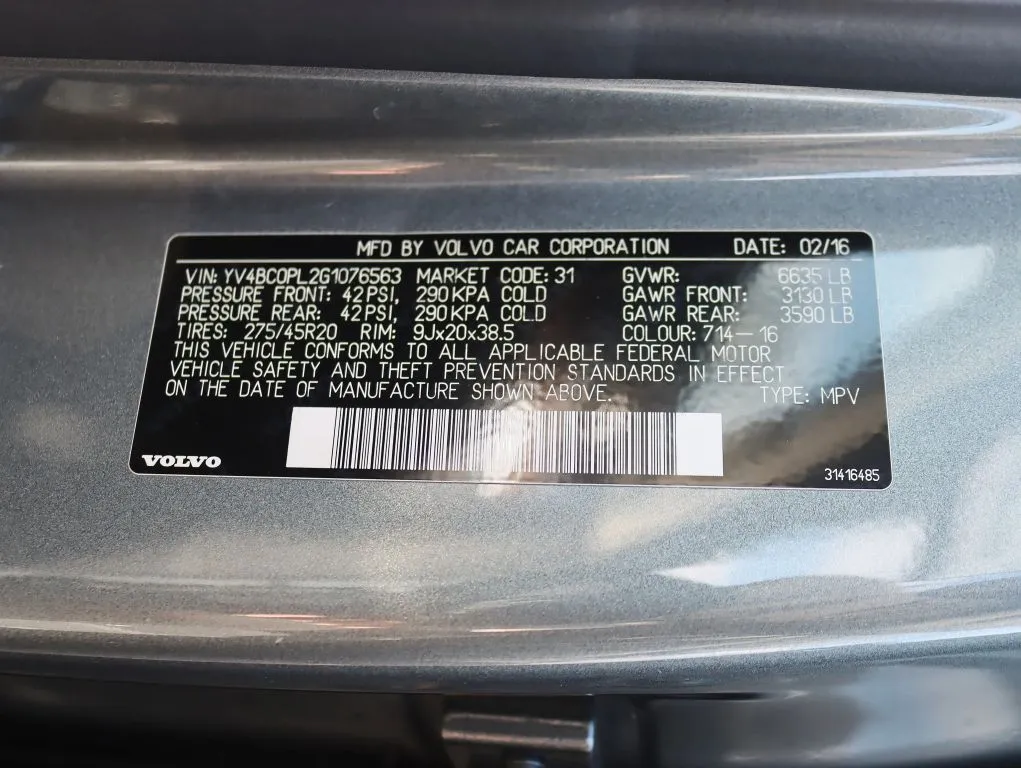 MFD BY VOLVO CAR CORPORATION DATE: 02/16
VIN: YV4BC0PL2G1076563 MARKET CODE: 31 GVWR: 6635 LB
PRESSURE FRONT: 42 PSI, 290 KPA COLD GAWR FRONT: 3130 LB
PRESSURE REAR: 42 PSI, 290 KPA COLD GAWR REAR: 3590 LB
TIRES: 275/45R20 RIM: 9Jx20x38.5 COLOUR: 714-16
THIS VEHICLE CONFORMS TO ALL APPLICABLE FEDERAL MOTOR
VEHICLE SAFETY AND THEFT PREVENTION STANDARDS IN EFFECT
ON THE DATE OF MANUFACTURE SHOWN ABOVE. TYPE: MPV
VOLVO
31416485